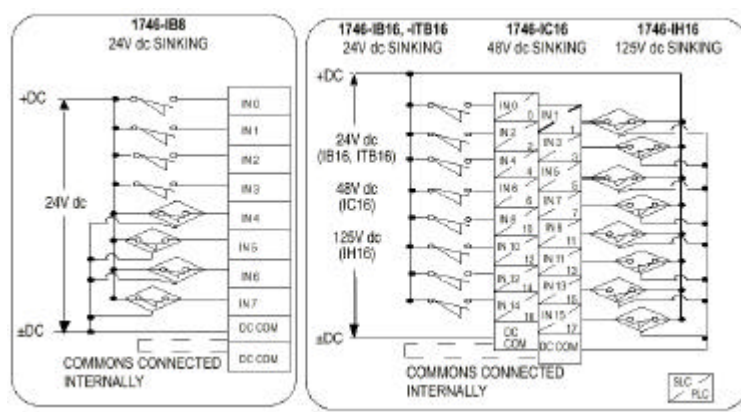 1746-IB8
24V dc SINKING
+DC
24V dc
±DC
IN 0
IN 1
IN 2
IN 3
IN 4
IN 5
IN 6
IN 7
DC COM
DC COM
COMMONS CONNECTED
INTERNALLY
1746-IB16, -ITB16
24V dc SINKING
1746-IC16
48V dc SINKING
1746-IH16
125V dc SINKING
+DC
24V dc
(IB16, ITB16)
48V dc
(IC16)
125V dc
(IH16)
±DC
IN 0
0
IN 1
1
IN 2
2
IN 3
3
IN 4
4
IN 5
5
IN 6
6
IN 7
7
IN 8
10
IN 9
11
IN 10
12
IN 11
13
IN 12
14
IN 13
15
IN 14
16
IN 15
17
DC
COM
DC COM
COMMONS CONNECTED
INTERNALLY
SLC
PLC